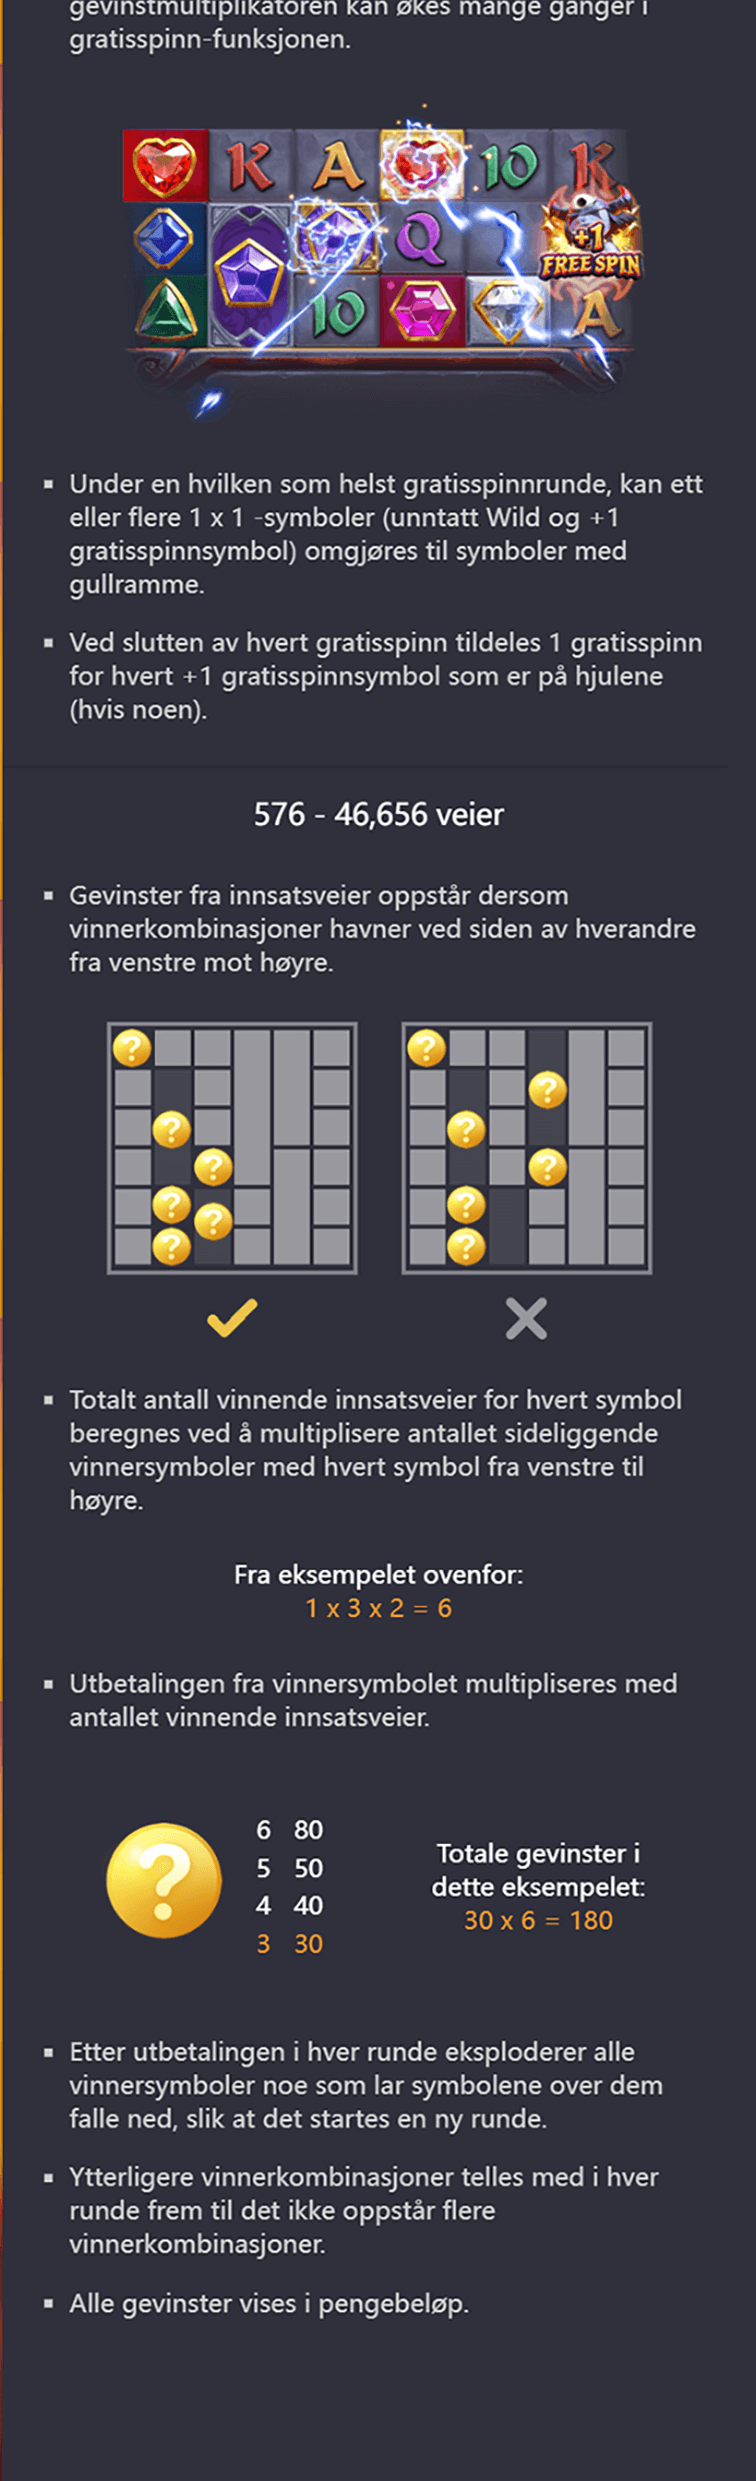 gevinstmultiplikatoren kan økes mange ganger i
gratisspinn-funksjonen.
K A 10 K
Q
+1
FREE SPIN
10 A
▪ Under en hvilken som helst gratisspinnrunde, kan ett
eller flere 1 x 1 -symboler (unntatt Wild og +1
gratisspinnsymbol) omgjøres til symboler med
gullramme.
▪ Ved slutten av hvert gratisspinn tildeles 1 gratisspinn
for hvert +1 gratisspinnsymbol som er på hjulene
(hvis noen).
576 - 46,656 veier
▪ Gevinster fra innsatsveier oppstår dersom
vinnerkombinasjoner havner ved siden av hverandre
fra venstre mot høyre.
? ?
?
? ?
? ?
? ?
?
? ?
▪ Totalt antall vinnende innsatsveier for hvert symbol
beregnes ved å multiplisere antallet sideliggende
vinnersymboler med hvert symbol fra venstre til
høyre.
Fra eksempelet ovenfor:
1 x 3 x 2 = 6
▪ Utbetalingen fra vinnersymbolet multipliseres med
antallet vinnende innsatsveier.
?
6 80
5 50
4 40
3 30
Totale gevinster i
dette eksempelet:
30 x 6 = 180
▪ Etter utbetalingen i hver runde eksploderer alle
vinnersymboler noe som lar symbolene over dem
falle ned, slik at det startes en ny runde.
▪ Ytterligere vinnerkombinasjoner telles med i hver
runde frem til det ikke oppstår flere
vinnerkombinasjoner.
▪ Alle gevinster vises i pengebeløp.